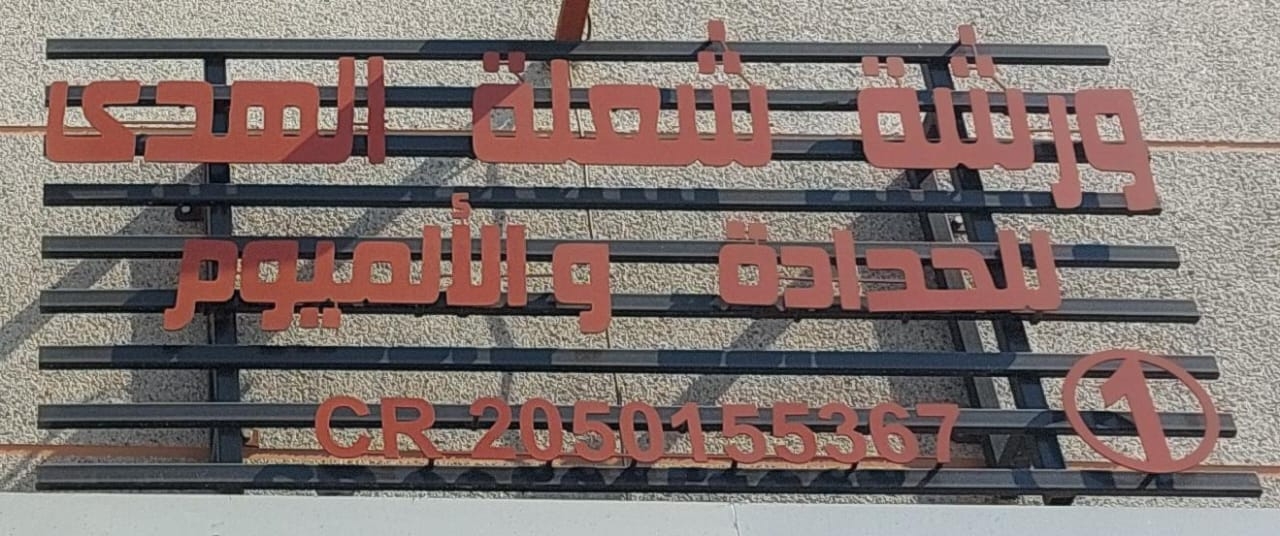 ورشة شعلة الهدى
للحدادة والألميوم
CR 2050155367 1